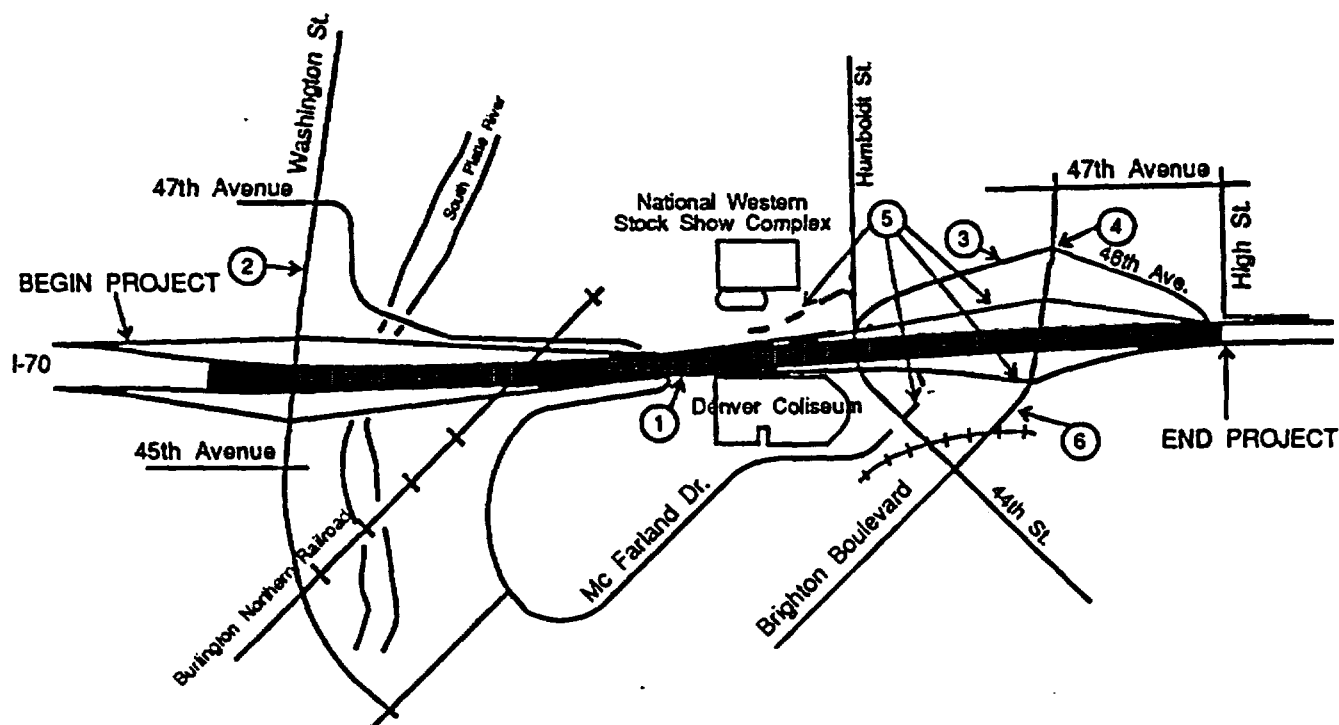 Washington St.
47th Avenue
South Plane River
2
BEGIN PROJECT
I-70
45th Avenue
Burlington Northern Railroad
National Western
Stock Show Complex
Humboldt St.
5
3
4
47th Avenue
46th Ave.
High St.
1
Denver Coliseum
6
END PROJECT
Mc Farland Dr.
Brighton Boulevard
44th St.